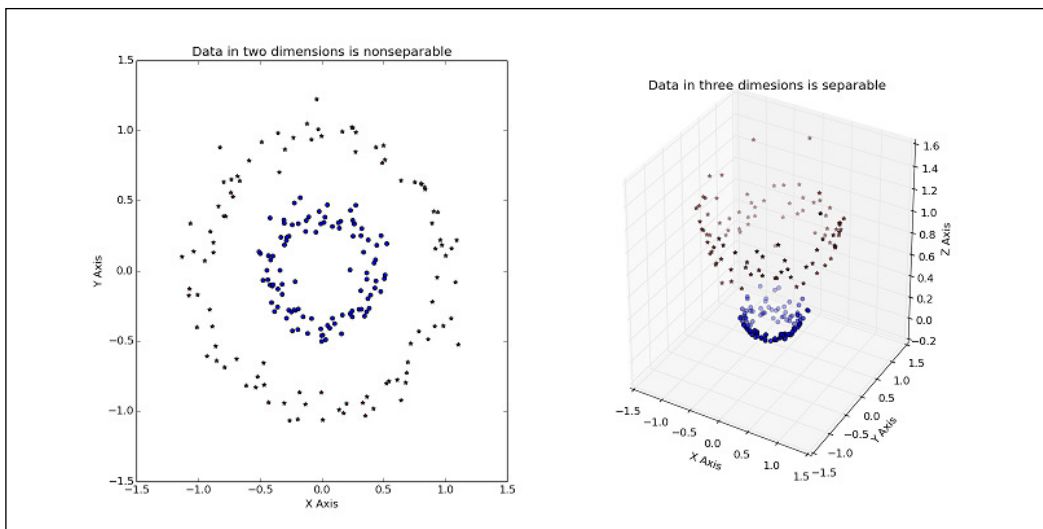 Data in two dimensions is nonseparable
1.5
1.0
0.5
0.0
−0.5
−1.0
−1.5
Y Axis
−1.5 −1.0 −0.5 0.0 0.5 1.0 1.5
X Axis
Data in three dimesions is separable
1.6
1.4
1.2
1.0
0.8
0.6
0.4
0.2
0.0
−0.2
Z Axis
−1.5 −1.0 −0.5 0.0 0.5 1.0 1.5
X Axis
−1.5 −1.0 −0.5 0.0 0.5 1.0 1.5
Y Axis